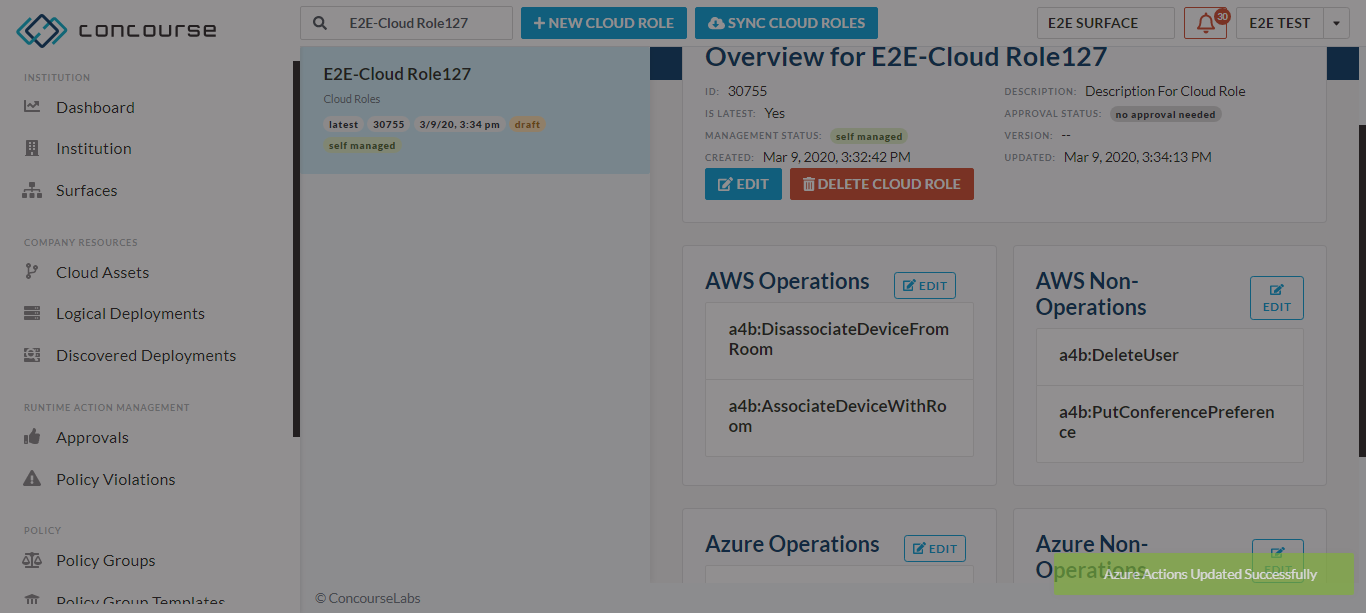 concourse
E2E-Cloud Role127
NEW CLOUD ROLE
SYNC CLOUD ROLES
E2E SURFACE
30
E2E TEST
INSTITUTION
Dashboard
Institution
Surfaces
COMPANY RESOURCES
Cloud Assets
Logical Deployments
Discovered Deployments
RUNTIME ACTION MANAGEMENT
Approvals
Policy Violations
POLICY
Policy Groups
Policy Group Templates
E2E-Cloud Role127
Cloud Roles
latest 30755 3/9/20, 3:34 pm draft
self managed
Overview for E2E-Cloud Role127
ID: 30755
IS LATEST: Yes
MANAGEMENT STATUS: self managed
CREATED: Mar 9, 2020, 3:32:42 PM
DESCRIPTION: Description For Cloud Role
APPROVAL STATUS: no approval needed
VERSION: --
UPDATED: Mar 9, 2020, 3:34:13 PM
EDIT
DELETE CLOUD ROLE
AWS Operations
EDIT
a4b:DisassociateDeviceFrom
Room
a4b:AssociateDeviceWithRo
om
AWS Non-
Operations
EDIT
a4b:DeleteUser
a4b:PutConferencePreferen
ce
Azure Operations
EDIT
Azure Non-
Operations
EDIT
Azure Actions Updated Successfully
© ConcourseLabs